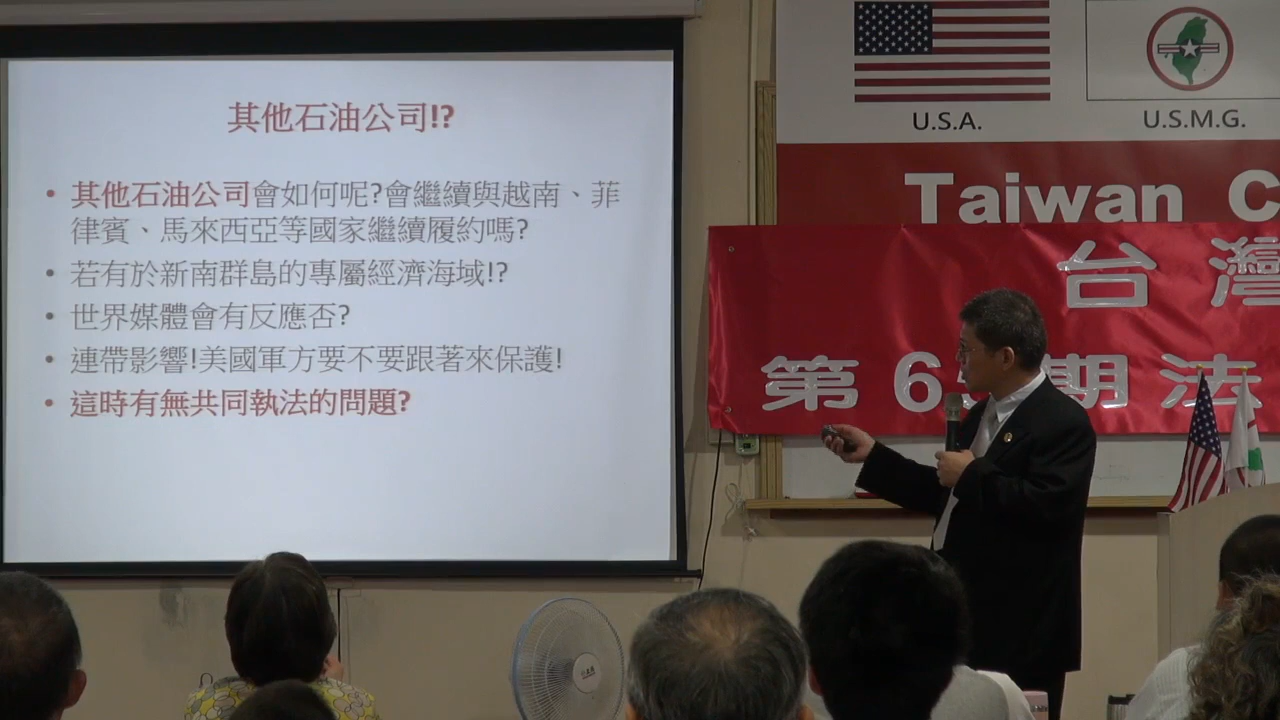 其他石油公司!?
• 其他石油公司會如何呢?會繼續與越南、菲
律賓、馬來西亞等國家繼續履約嗎?
• 若有於新南群島的專屬經濟海域!?
• 世界媒體會有反應否?
• 連帶影響!美國軍方要不要跟著來保護!
• 這時有無共同執法的問題?
U.S.A.
U.S.M.G.
Taiwan C
台灣
第 6 期 法